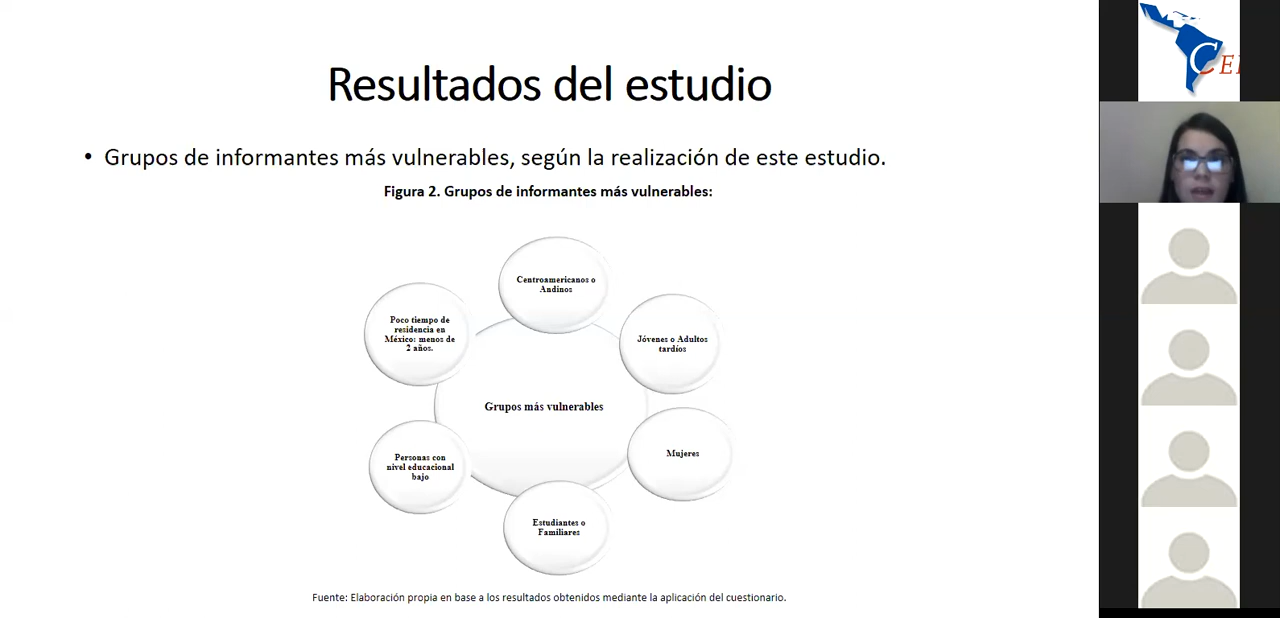 Resultados del estudio
• Grupos de informantes más vulnerables, según la realización de este estudio.
Figura 2. Grupos de informantes más vulnerables:
Centroamericanos o
Andinos
Poco tiempo de
residencia en
México: menos de
2 años.
Jóvenes o Adultos
tardíos
Grupos más vulnerables
Mujeres
Personas con
nivel educacional
bajo
Estudiantes o
Familiares
Fuente: Elaboración propia en base a los resultados obtenidos mediante la aplicación del cuestionario.